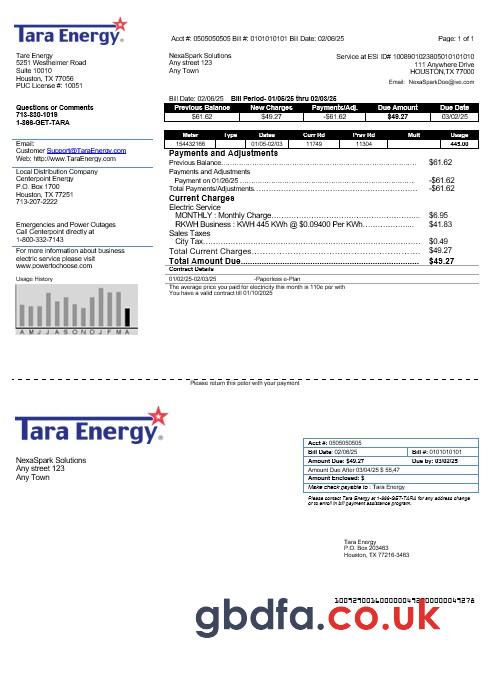 Tara Energy
Acct #: 0505050505 Bill #: 0101010101 Bill Date: 02/06/25
Page: 1 of 1
Tare Energy
5251 Westheimer Road
Suite 10010
Houston, TX 77056
PUC License #: 10051
NexaSpark Solutions
Any street 123
Any Town
Service at ESI ID# 1008901023805010101010
111 Anywhere Drive
HOUSTON,TX 77000
Email: NexaSparkDoo@ivo.com
Questions or Comments
713-830-1018
1-866-GET-TARA
Bill Date: 02/06/25 Bill Period- 01/06/25 thru 02/03/25
Previous Balance New Charges Payments/Adj. Due Amount Due Date
$61.62 $49.27 -$61.62 $49.27 03/02/25
Meter Type Dates Curr Rd Prev Rd Mult Usage
154432166 01/05-02/03 11749 11304 445.00
Email:
Customer Support@TaraEnergy.com
Web: http://www.TaraEnergy.com
Local Distribution Company
Centerpoint Energy
P.O. Box 1700
Houston, TX 77251
713-207-2222
Emergencies and Power Outages
Call Centerpoint directly at
1-800-332-7143
For more information about business
electric service please visit
www.powertochoose.com
Usage History
A M J J A S O N D J F M A
Payments and Adjustments
Previous Balance $61.62
Payments and Adjustments
Payment on 01/26/25 -$61.62
Total Payments/Adjustments -$61.62
Current Charges
Electric Service
MONTHLY : Monthly Charge $6.95
RKWH Business : KWH 445 KWh @ $0.09400 Per KWh $41.83
Sales Taxes
City Tax $0.49
Total Current Charges $49.27
Total Amount Due $49.27
Contract Details
01/02/25-02/03/25 -Paperless e-Plan
The average price you paid for electricity this month is 110¢ per with
You have a valid contract till 01/10/2025
Please return this peter with your payment
Tara Energy
NexaSpark Solutions
Any street 123
Any Town
Acct #: 0505050505
Bill Date: 02/06/25 Bill #: 0101010101
Amount Due: $49.27 Due by: 03/02/25
Amount Due After 03/04/25 $ 55,47
Amount Enclosed: $
Make check payable to : Tara Energy
Please contact Tara Energy at 1-866-GET-TARA for any address change
or to enroll in bill payment assistance program.
Tara Energy
P.O. Box 203463
Houston, TX 77216-3463
gbdfa.co.uk